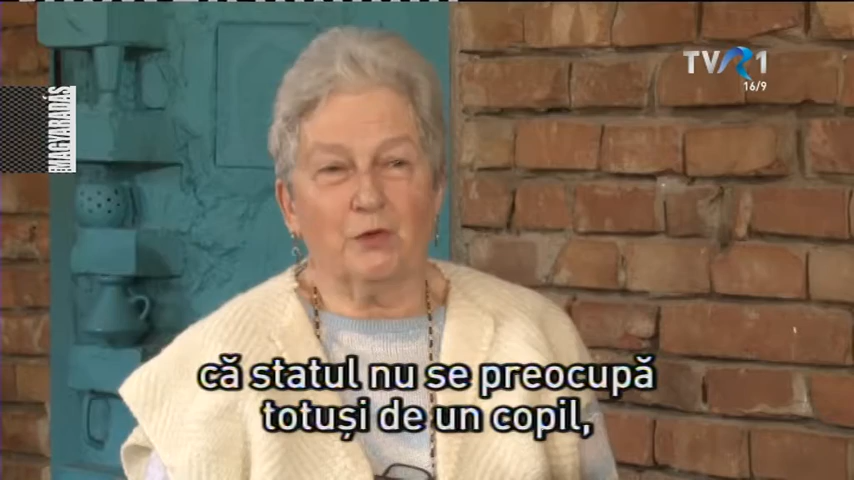 TVR1
16/9
MAGYARADÁS
că statul nu se preocupă
totuși de un copil,